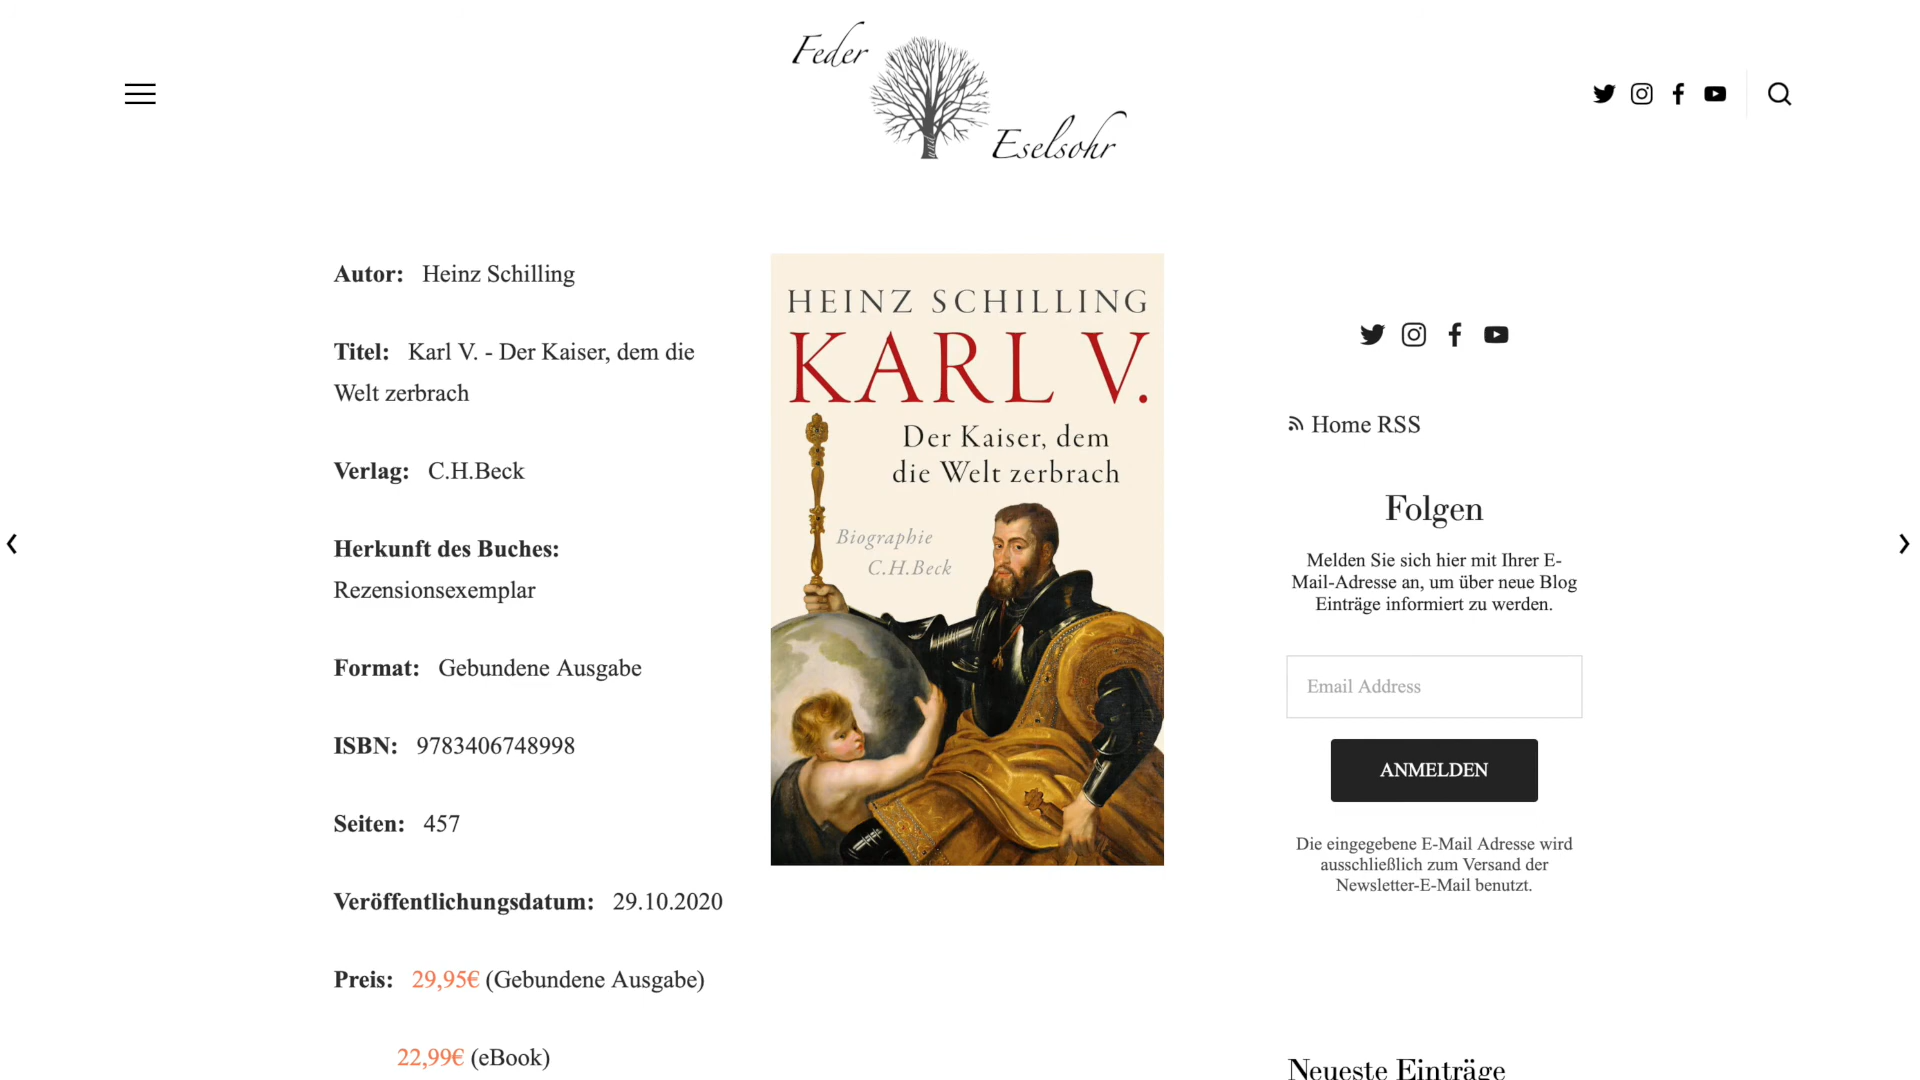 Feder
und
Eselsohr
Autor: Heinz Schilling
Titel: Karl V. - Der Kaiser, dem die
Welt zerbrach
Verlag: C.H.Beck
Herkunft des Buches:
Rezensionsexemplar
Format: Gebundene Ausgabe
ISBN: 9783406748998
Seiten: 457
Veröffentlichungsdatum: 29.10.2020
Preis: 29,95€ (Gebundene Ausgabe)
22,99€ (eBook)
HEINZ SCHILLING
KARL V.
Der Kaiser, dem
die Welt zerbrach
Biographie
C.H.Beck
Home RSS
Folgen
Melden Sie sich hier mit Ihrer E-
Mail-Adresse an, um über neue Blog
Einträge informiert zu werden.
Email Address
ANMELDEN
Die eingegebene E-Mail Adresse wird
ausschließlich zum Versand der
Newsletter-E-Mail benutzt.
Neueste Einträge